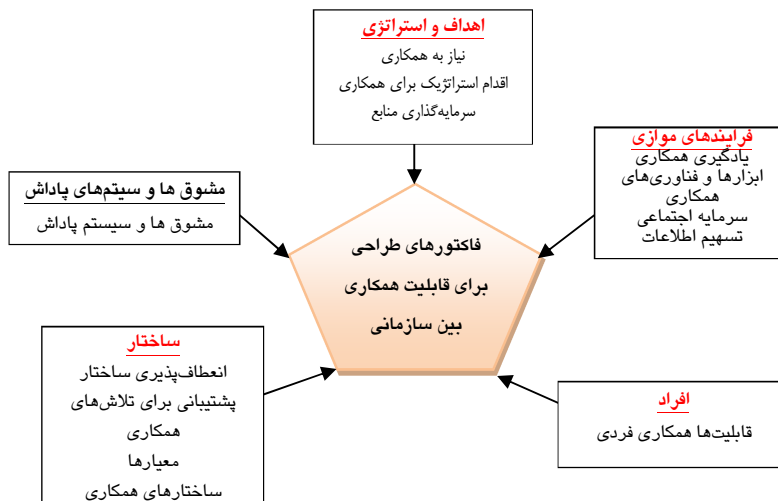 اهداف و استراتژی
نیاز به همکاری
اقدام استراتژیک برای همکاری
سرمایه‌گذاری منابع
فرایندهای موازی
یادگیری همکاری
ابزارها و فناوری‌های
همکاری
سرمایه اجتماعی
تسهیم اطلاعات
مشوق ها و سیتم‌های پاداش
مشوق ها و سیستم پاداش
فاکتورهای طراحی
برای قابلیت همکاری
بین سازمانی
ساختار
انعطاف‌پذیری ساختار
پشتیبانی برای تلاش‌های
همکاری
معیارها
ساختارهای همکاری
افراد
قابلیت‌ها همکاری فردی